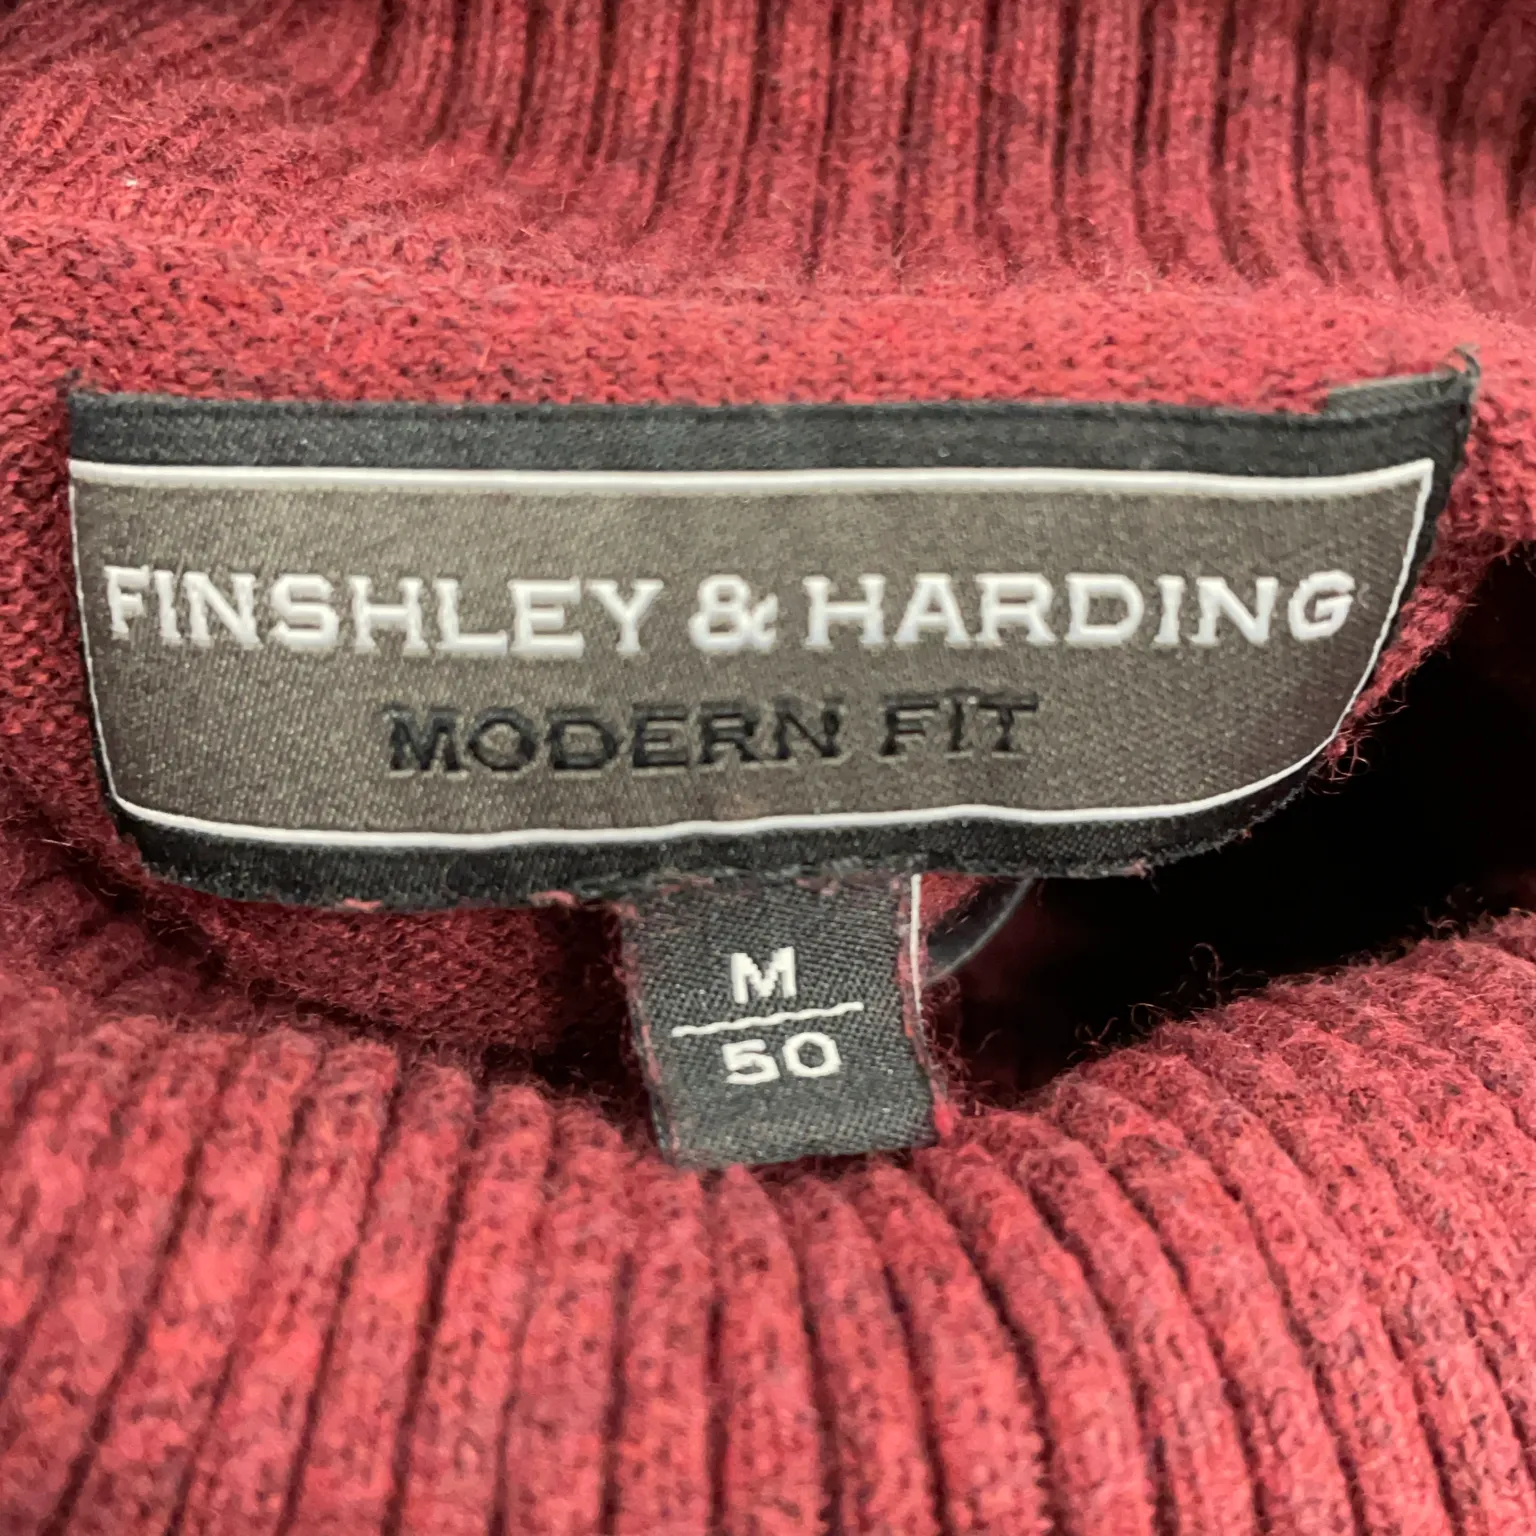 FINSHLEY & HARDING
MODERN FIT
M
50